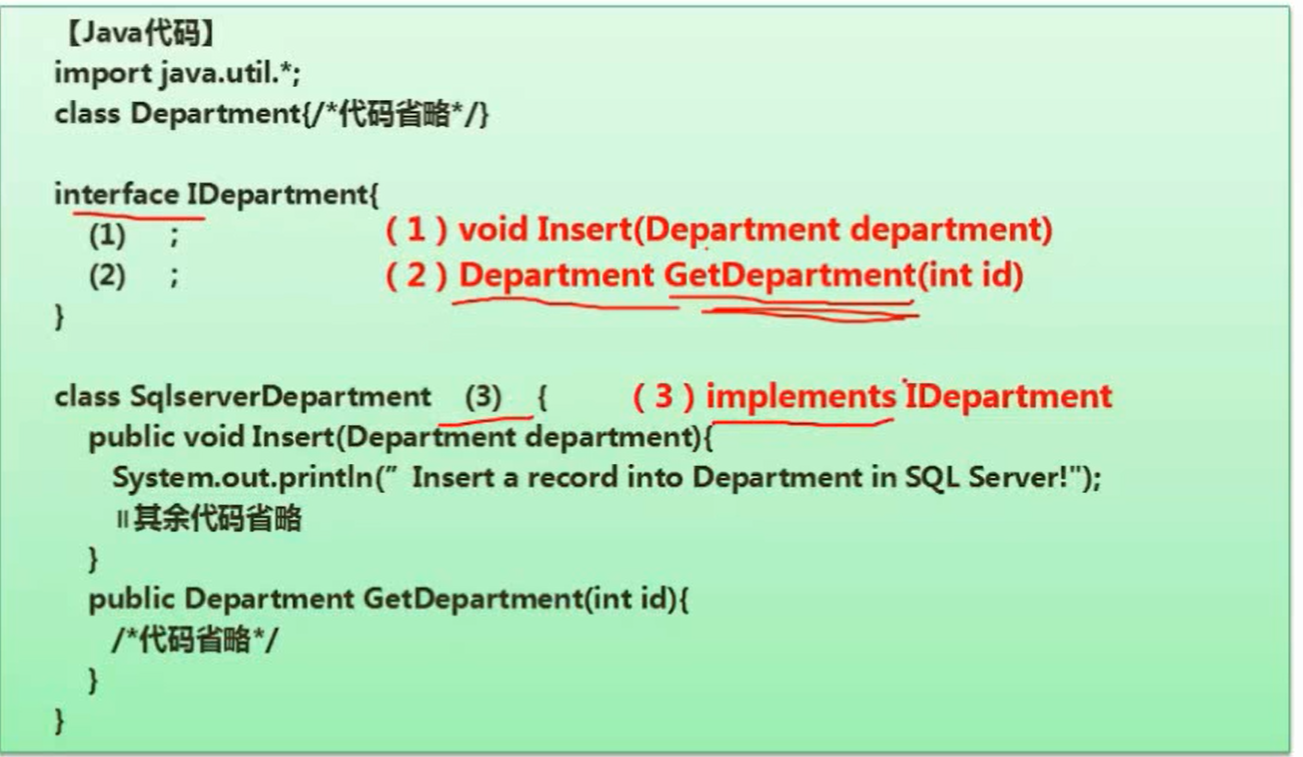 【Java代码】
import java.util.*;
class Department{/*代码省略*/}
interface IDepartment{
(1) ; (1)void Insert(Department department)
(2) ; (2)Department GetDepartment(int id)
}
class SqlserverDepartment (3) { (3)implements IDepartment
public void Insert(Department department){
System.out.println(” Insert a record into Department in SQL Server!");
॥其余代码省略
}
public Department GetDepartment(int id){
/*代码省略*/
}
}